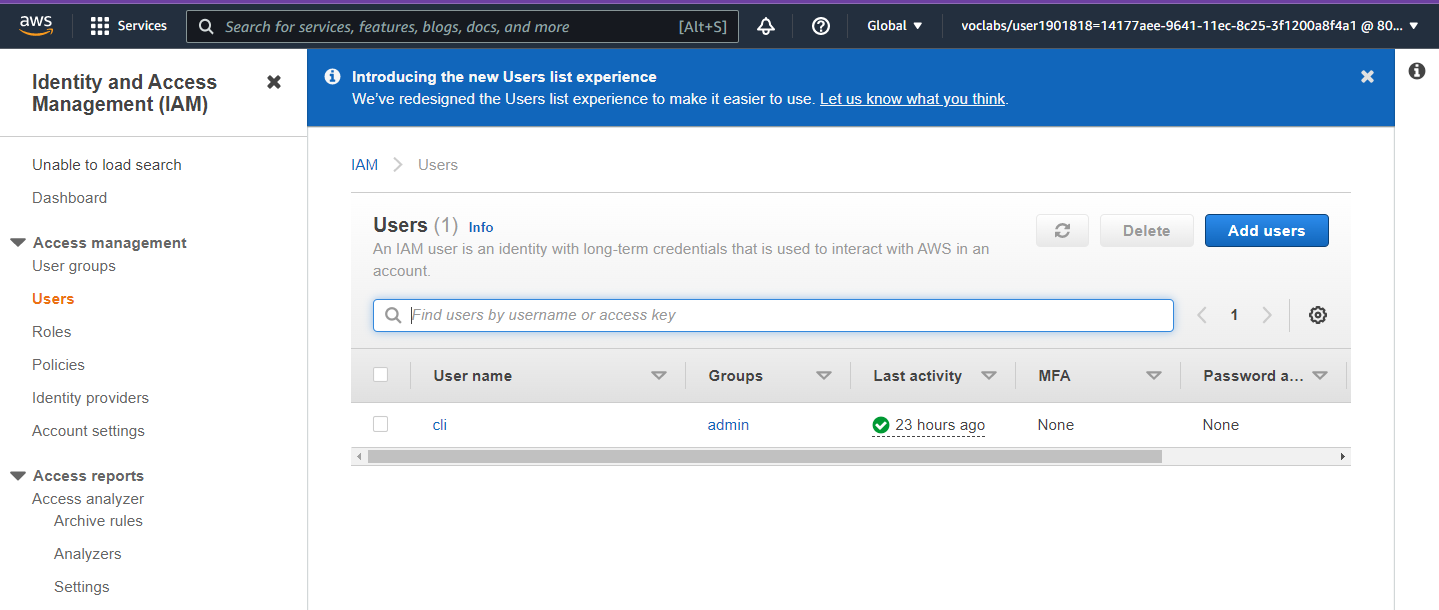 aws
Services
Search for services, features, blogs, docs, and more
[Alt+S]
Global
voclabs/user1901818=14177aee-9641-11ec-8c25-3f1200a8f4a1 @ 80...
Identity and Access
Management (IAM)
Unable to load search
Dashboard
Access management
User groups
Users
Roles
Policies
Identity providers
Account settings
Access reports
Access analyzer
Archive rules
Analyzers
Settings
Introducing the new Users list experience
We've redesigned the Users list experience to make it easier to use. Let us know what you think.
IAM Users
Users (1) Info
An IAM user is an identity with long-term credentials that is used to interact with AWS in an
account.
Delete
Add users
Find users by username or access key
1
User name Groups Last activity MFA Password a...
cli admin 23 hours ago None None